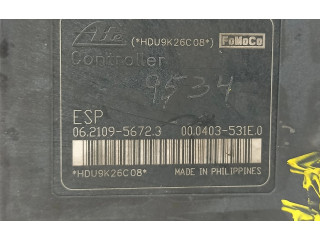 Ate (*HDU9K26C08*) FoMoCo
Controller
9534
ESP
06.2109-5672.3 00.0403-531E.0
*HDU9K26C08* MADE IN PHILIPPINES